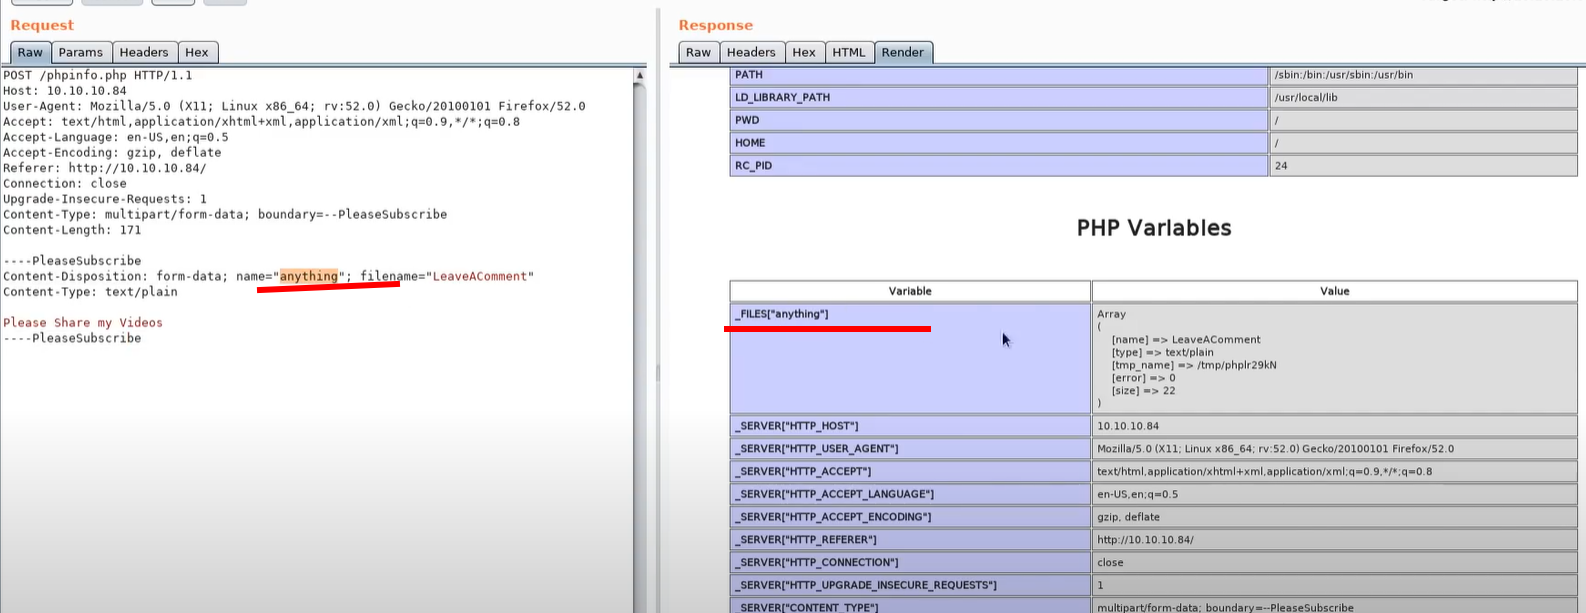 Request
Raw Params Headers Hex
POST /phpinfo.php HTTP/1.1
Host: 10.10.10.84
User-Agent: Mozilla/5.0 (X11; Linux x86_64; rv:52.0) Gecko/20100101 Firefox/52.0
Accept: text/html,application/xhtml+xml,application/xml;q=0.9,*/*;q=0.8
Accept-Language: en-US,en;q=0.5
Accept-Encoding: gzip, deflate
Referer: http://10.10.10.84/
Connection: close
Upgrade-Insecure-Requests: 1
Content-Type: multipart/form-data; boundary=--PleaseSubscribe
Content-Length: 171
----PleaseSubscribe
Content-Disposition: form-data; name="anything"; filename="LeaveAComment"
Content-Type: text/plain
Please Share my Videos
----PleaseSubscribe
Response
Raw Headers Hex HTML Render
PATH /sbin:/bin:/usr/sbin:/usr/bin
LD_LIBRARY_PATH /usr/local/lib
PWD /
HOME /
RC_PID 24
PHP Variables
Variable Value
_FILES["anything"] Array
(
[name] => LeaveAComment
[type] => text/plain
[tmp_name] => /tmp/phplr29kN
[error] => 0
[size] => 22
)
_SERVER["HTTP_HOST"] 10.10.10.84
_SERVER["HTTP_USER_AGENT"] Mozilla/5.0 (X11; Linux x86_64; rv:52.0) Gecko/20100101 Firefox/52.0
_SERVER["HTTP_ACCEPT"] text/html,application/xhtml+xml,application/xml;q=0.9,*/*;q=0.8
_SERVER["HTTP_ACCEPT_LANGUAGE"] en-US,en;q=0.5
_SERVER["HTTP_ACCEPT_ENCODING"] gzip, deflate
_SERVER["HTTP_REFERER"] http://10.10.10.84/
_SERVER["HTTP_CONNECTION"] close
_SERVER["HTTP_UPGRADE_INSECURE_REQUESTS"] 1
_SERVER["CONTENT_TYPE"] multipart/form-data; boundary=--PleaseSubscribe